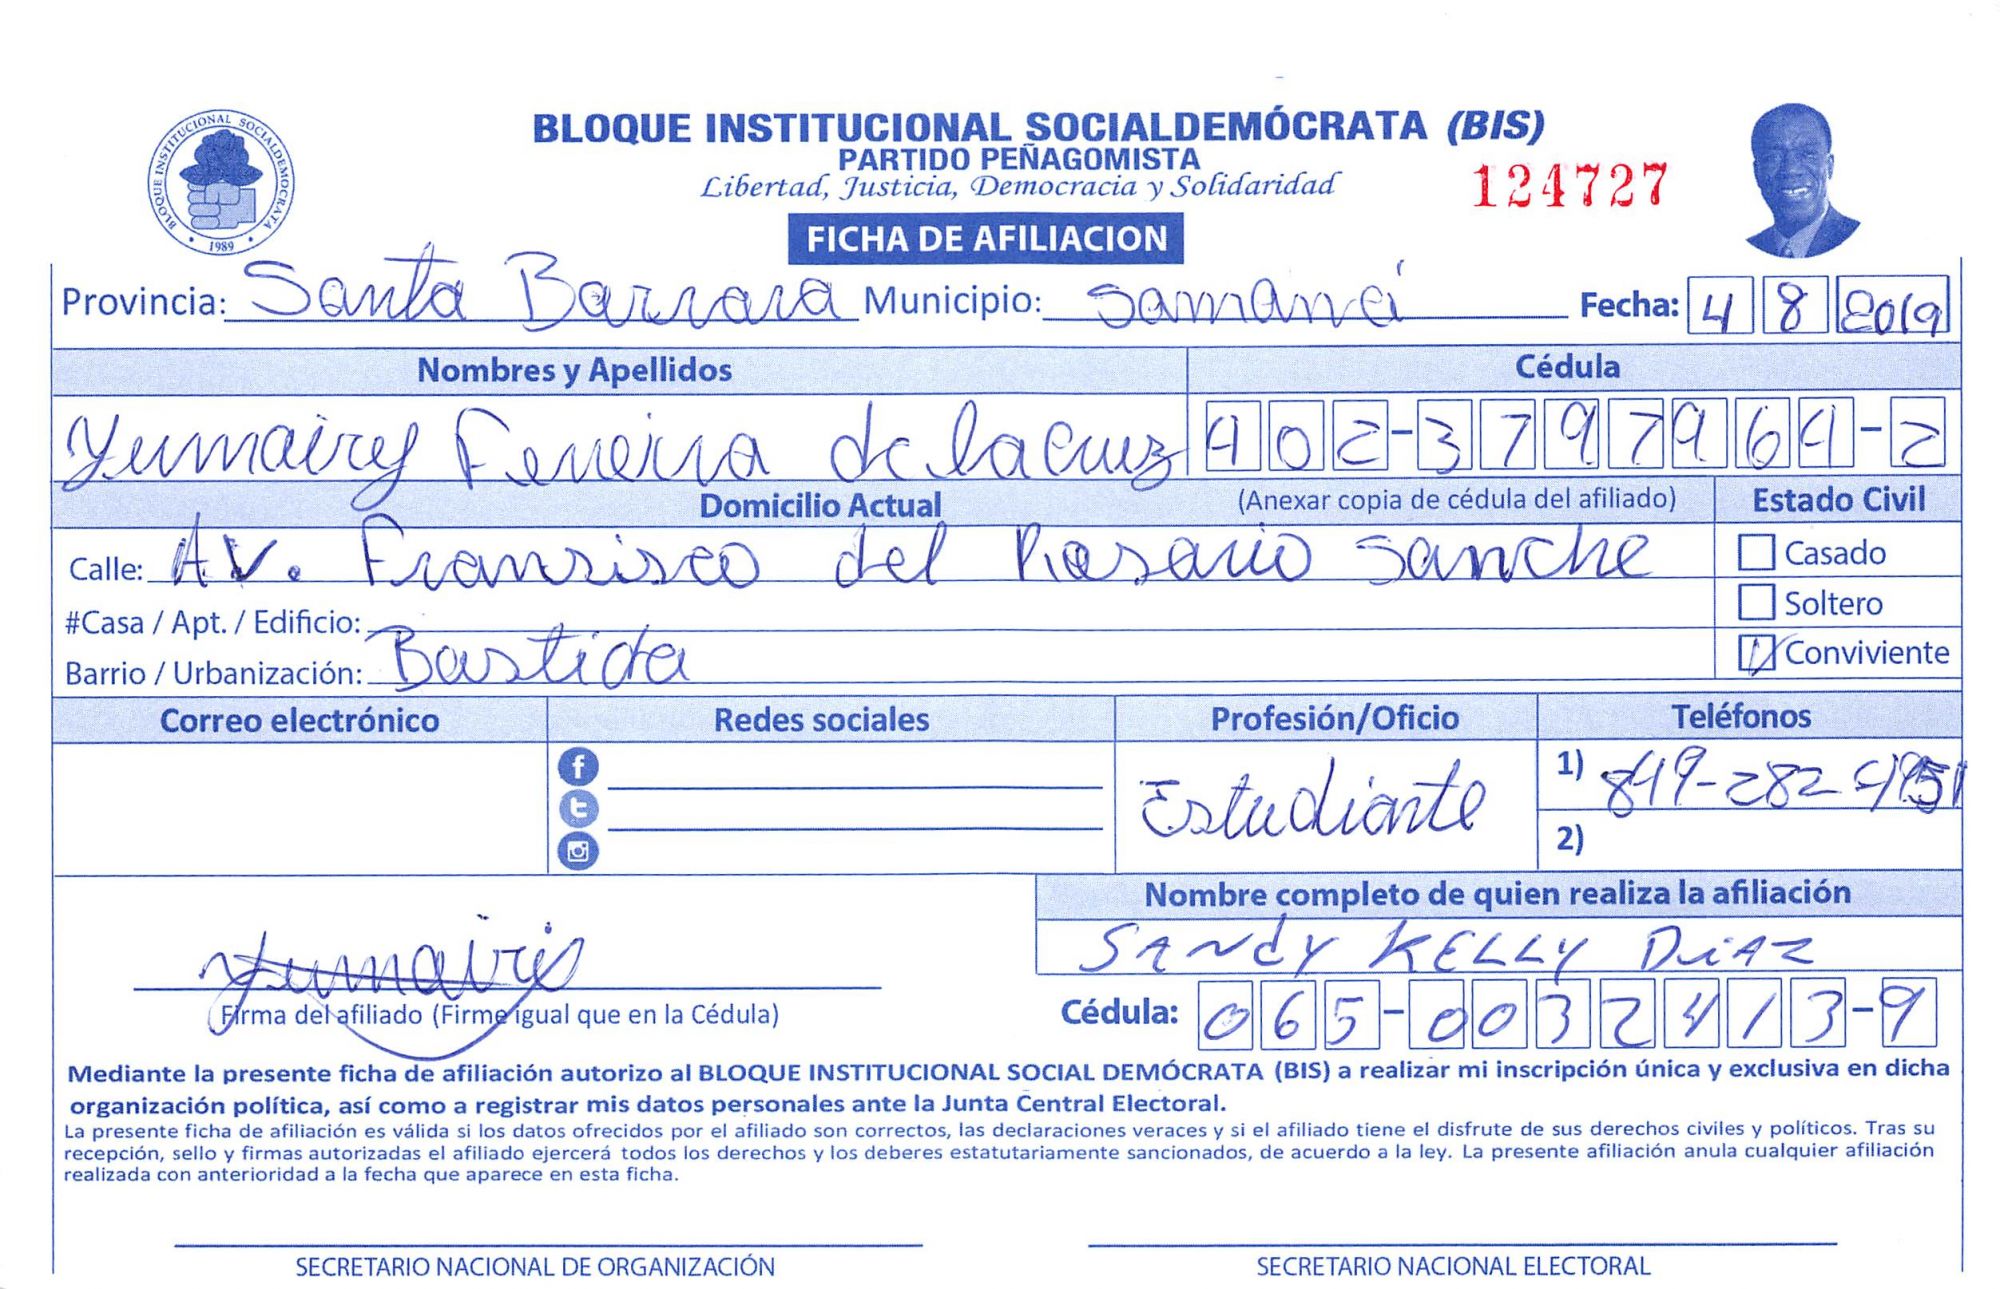 BLOQUE INSTITUCIONAL SOCIALDEMÓCRATA (BIS)
PARTIDO PEÑAGOMISTA
Libertad, Justicia, Democracia y Solidaridad
124727
BLOQUE INSTITUCIONAL SOCIALDEMOCRATA
1989
FICHA DE AFILIACION
Provincia: Santa Barrara Municipio: Samaná Fecha: 4 8 2019
Nombres y Apellidos Cédula
Yumairy Ferreira de la Cruz 402-3797964-2
Domicilio Actual (Anexar copia de cédula del afiliado) Estado Civil
Calle: Av. Fransisco del Rosario Sanche Casado
#Casa / Apt. / Edificio: Soltero
Barrio / Urbanización: Bastida Conviviente
Correo electrónico Redes sociales Profesión/Oficio Teléfonos
Estudiante 1) 849-282-4951
2)
Nombre completo de quien realiza la afiliación
Yumairis SANdY KELLY DiAZ
Firma del afiliado (Firme igual que en la Cédula) Cédula: 065-0032413-9
Mediante la presente ficha de afiliación autorizo al BLOQUE INSTITUCIONAL SOCIAL DEMÓCRATA (BIS) a realizar mi inscripción única y exclusiva en dicha
organización política, así como a registrar mis datos personales ante la Junta Central Electoral.
La presente ficha de afiliación es válida si los datos ofrecidos por el afiliado son correctos, las declaraciones veraces y si el afiliado tiene el disfrute de sus derechos civiles y políticos. Tras su
recepción, sello y firmas autorizadas el afiliado ejercerá todos los derechos y los deberes estatutariamente sancionados, de acuerdo a la ley. La presente afiliación anula cualquier afiliación
realizada con anterioridad a la fecha que aparece en esta ficha.
SECRETARIO NACIONAL DE ORGANIZACIÓN SECRETARIO NACIONAL ELECTORAL